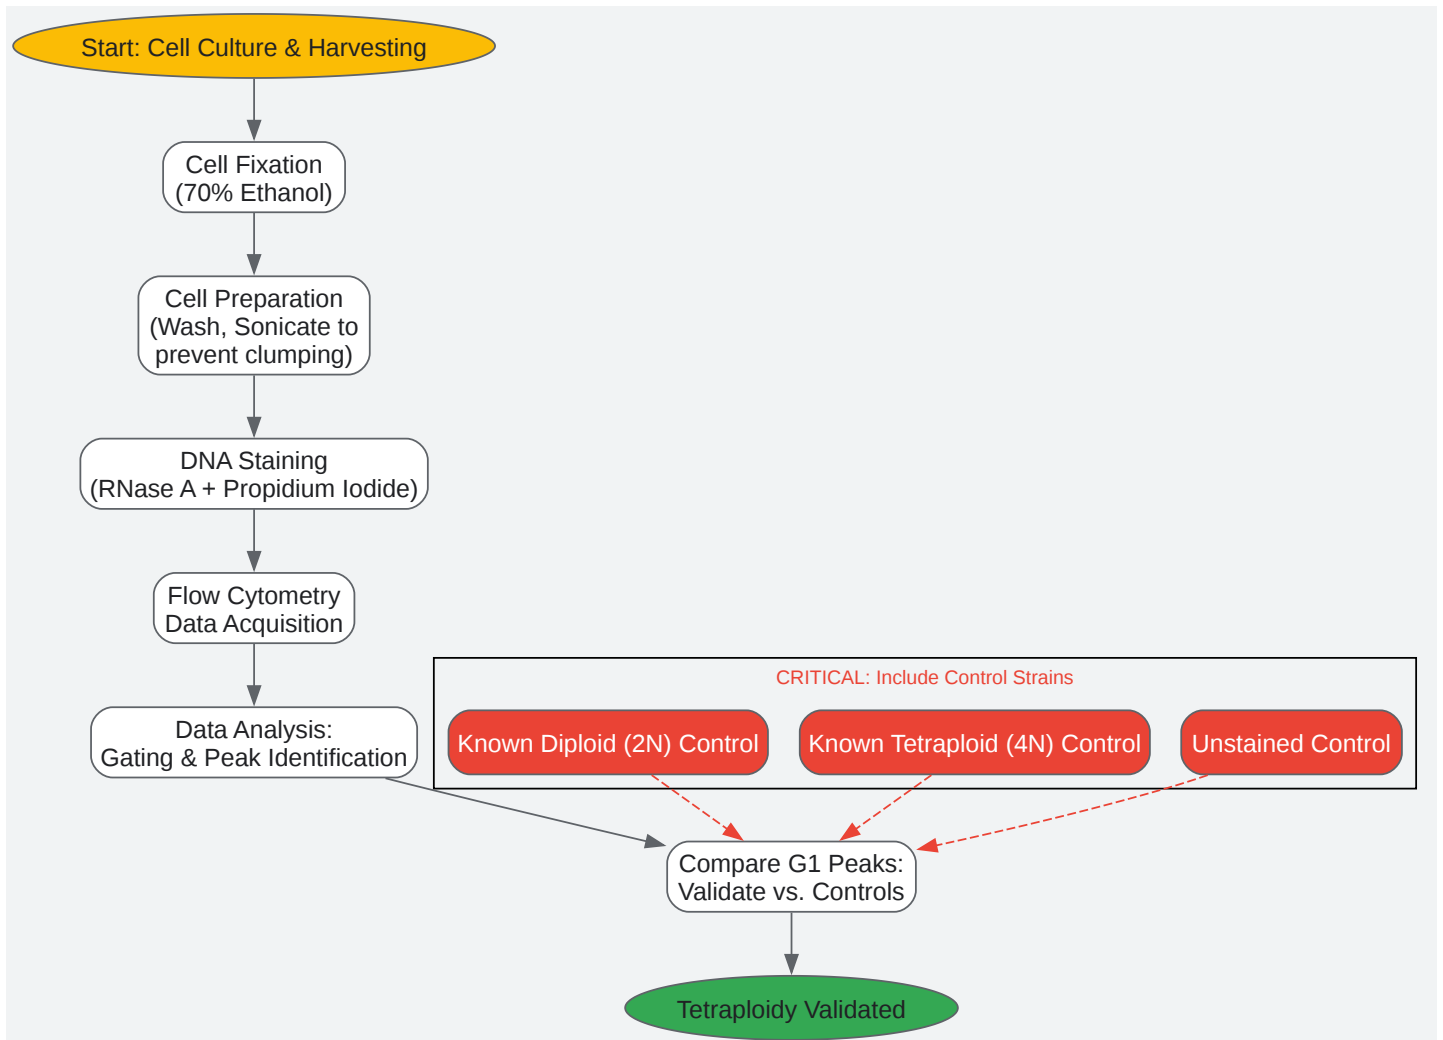 Start: Cell Culture & Harvesting
Cell Fixation
(70% Ethanol)
Cell Preparation
(Wash, Sonicate to
prevent clumping)
DNA Staining
(RNase A + Propidium Iodide)
Flow Cytometry
Data Acquisition
Data Analysis:
Gating & Peak Identification
CRITICAL: Include Control Strains
Known Diploid (2N) Control
Known Tetraploid (4N) Control
Unstained Control
Compare G1 Peaks:
Validate vs. Controls
Tetraploidy Validated